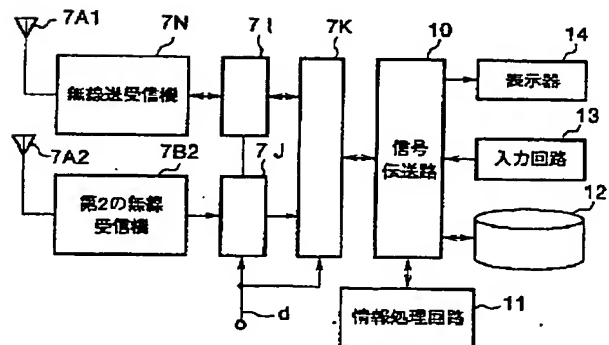 7A1
7N
7I
7K
10
14
無線送受信機
表示器
13
7A2
7B2
7J
信号
伝送路
入力回路
12
第2の無線
受信機
d
情報処理回路
11